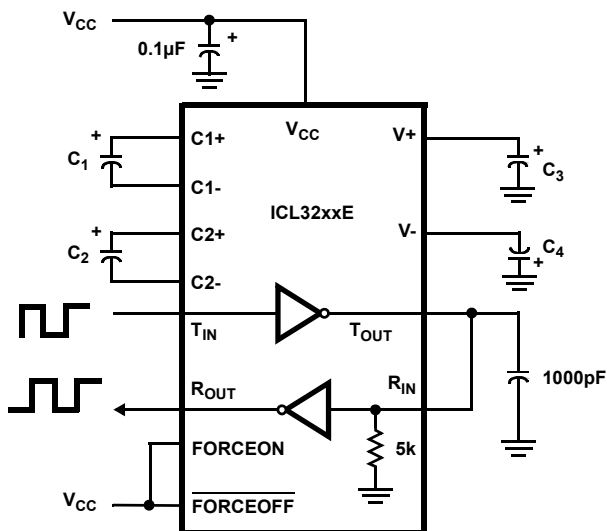 VCC
0.1µF +
+ C1
C1+
C1-
VCC
V+
+ C3
ICL32xxE
+ C2
C2+
C2-
V-
C4 +
TIN
TOUT
ROUT
RIN
1000pF
5k
FORCEON
VCC
FORCEOFF